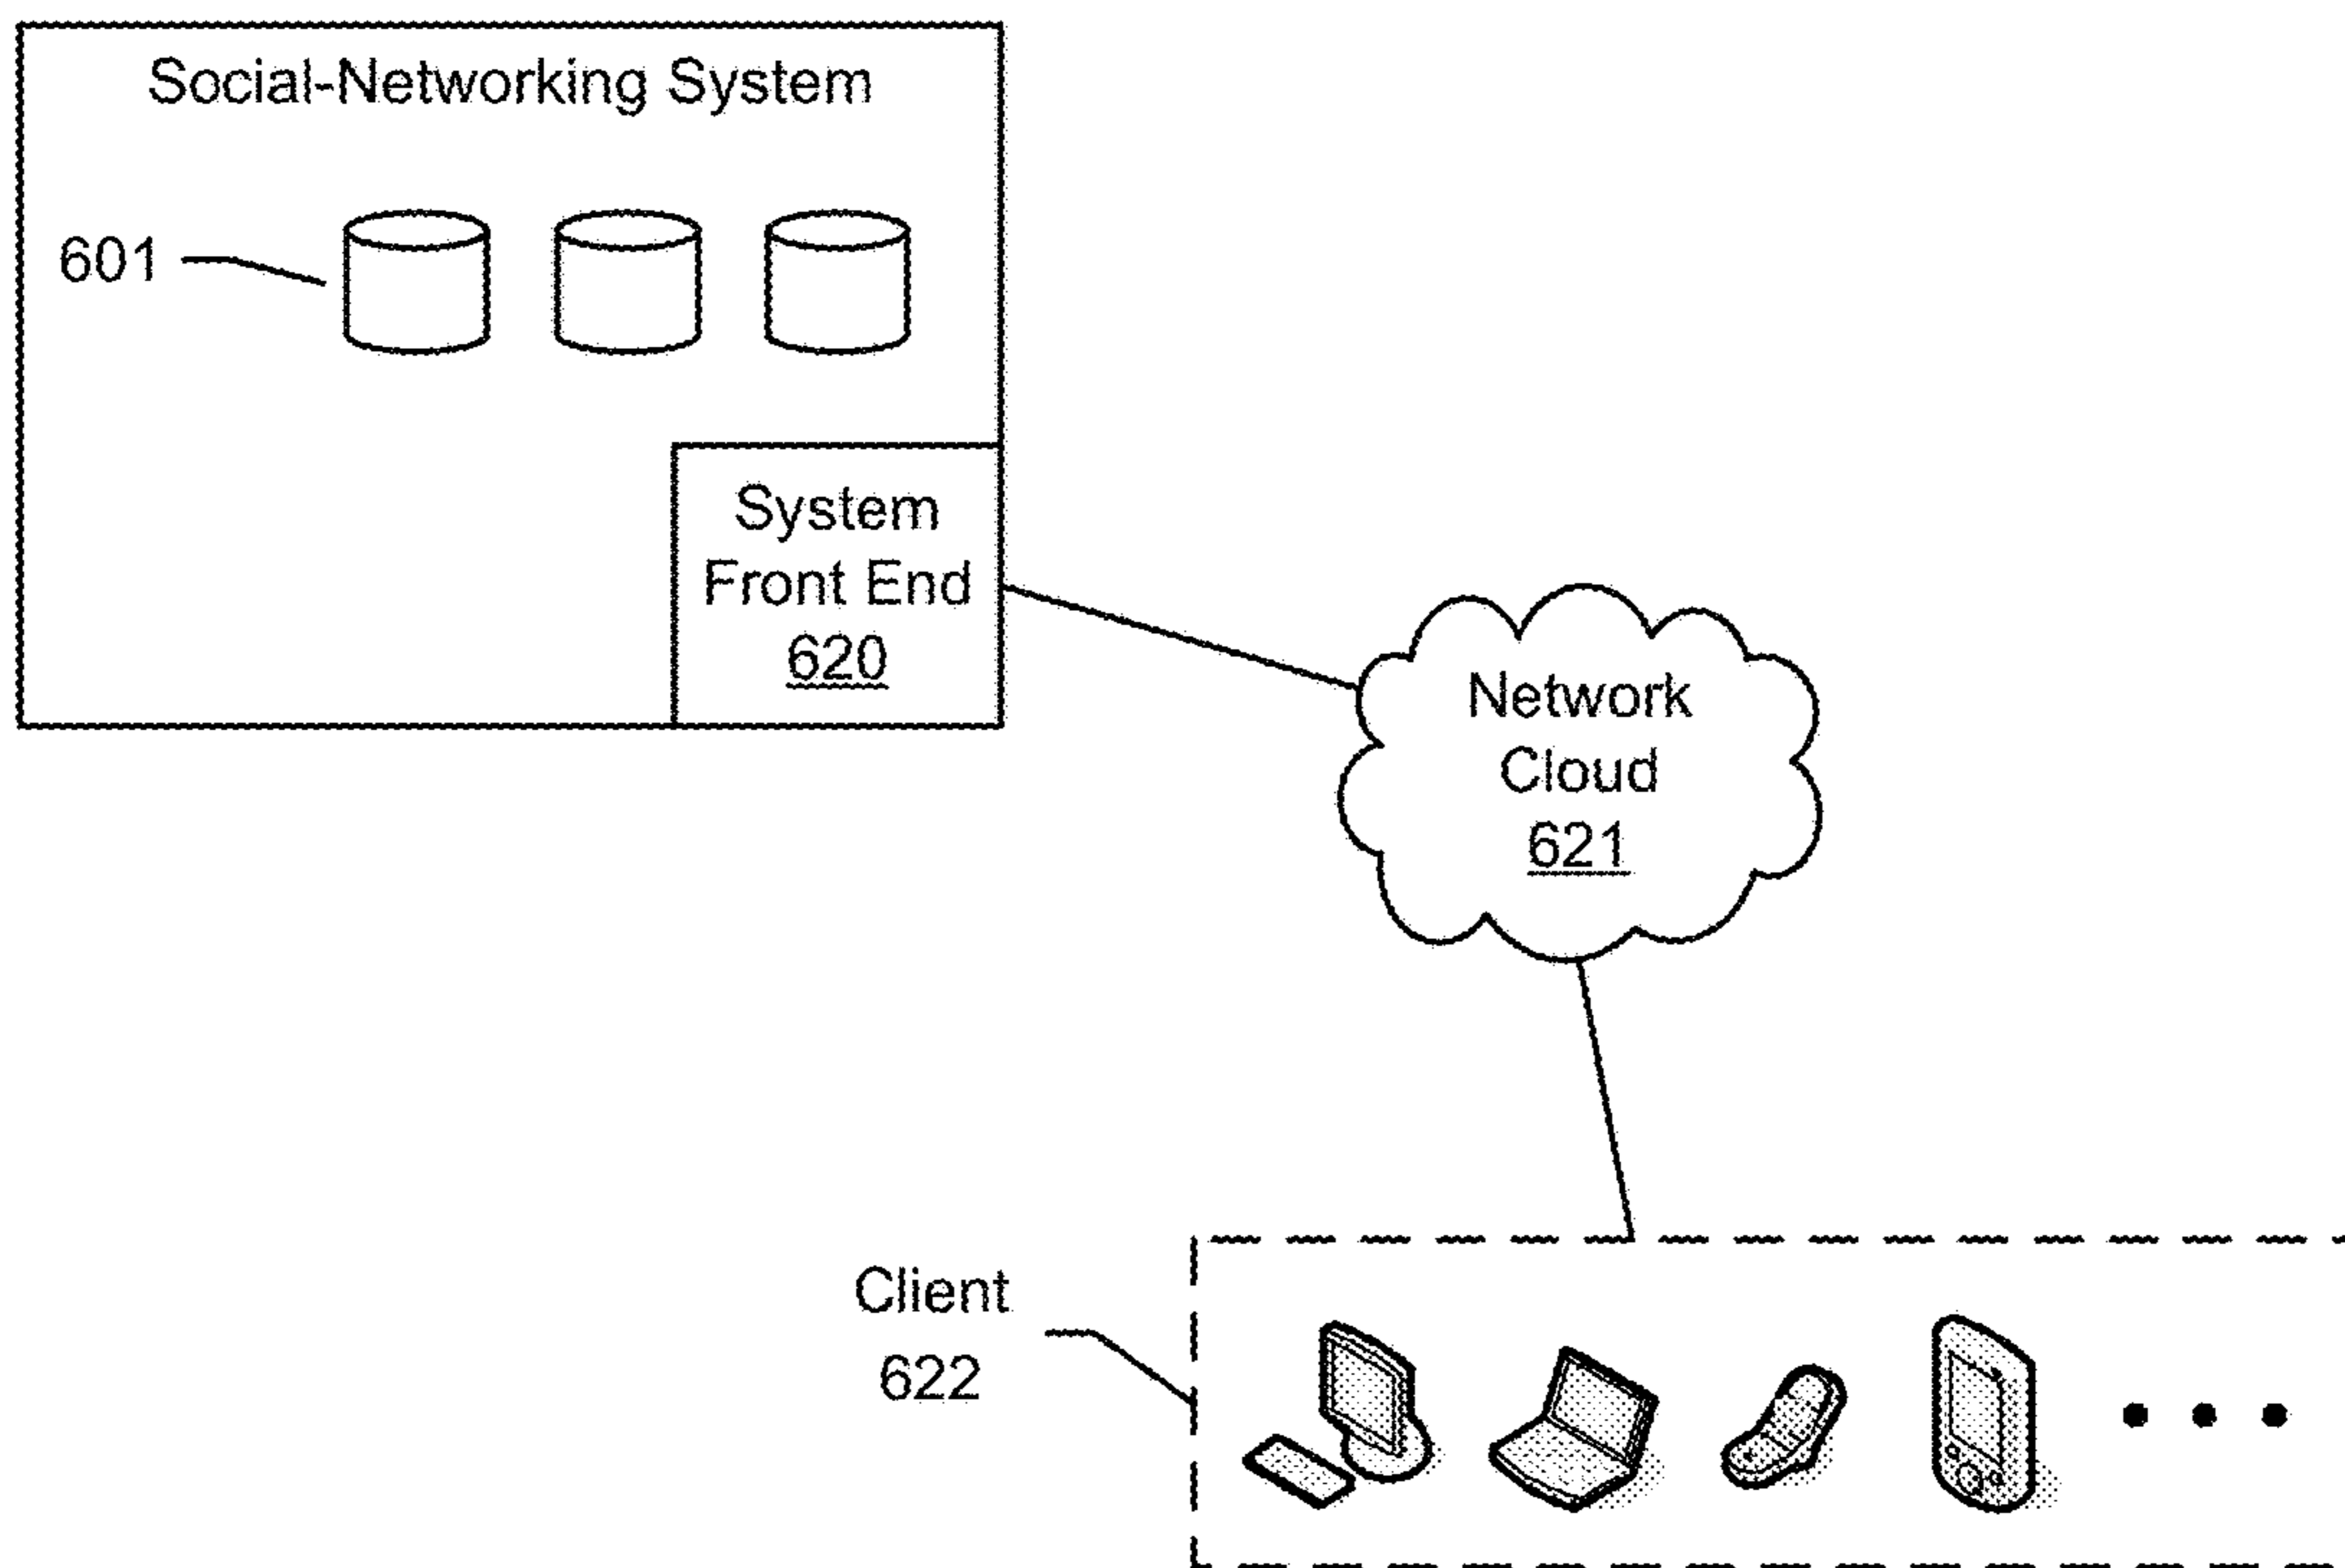 Social-Networking System
601
System
Front End
620
Network
Cloud
621
Client
622